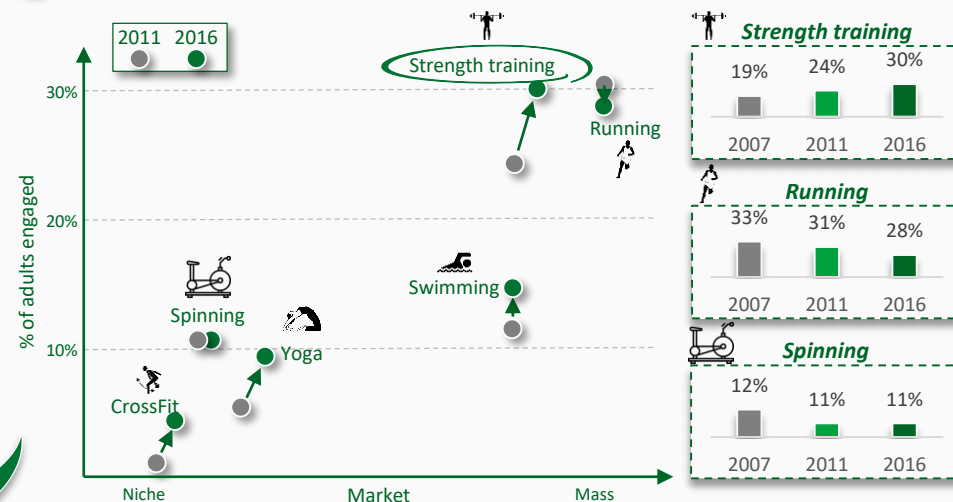 2011 2016
Strength training
30%
Running
20%
Swimming
Spinning
10%
Yoga
CrossFit
% of adults engaged
Niche Market Mass
Strength training
19% 24% 30%
2007 2011 2016
Running
33% 31% 28%
2007 2011 2016
Spinning
12% 11% 11%
2007 2011 2016